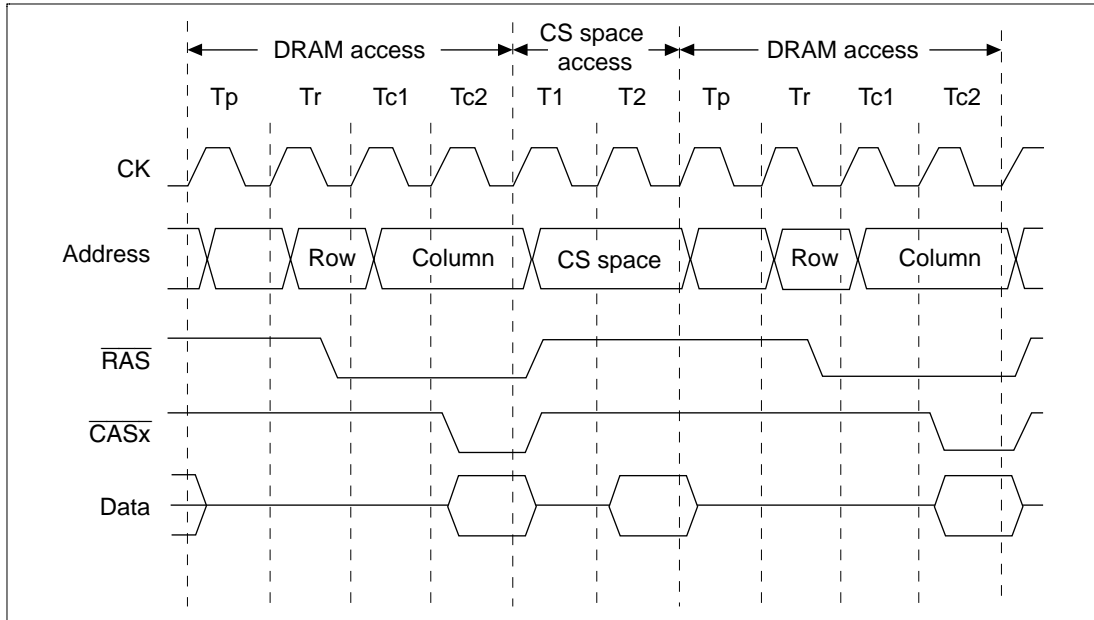 DRAM access
CS space
access
DRAM access
Tp Tr Tc1 Tc2 T1 T2 Tp Tr Tc1 Tc2
CK
Address
Row Column CS space Row Column
RAS
CASx
Data